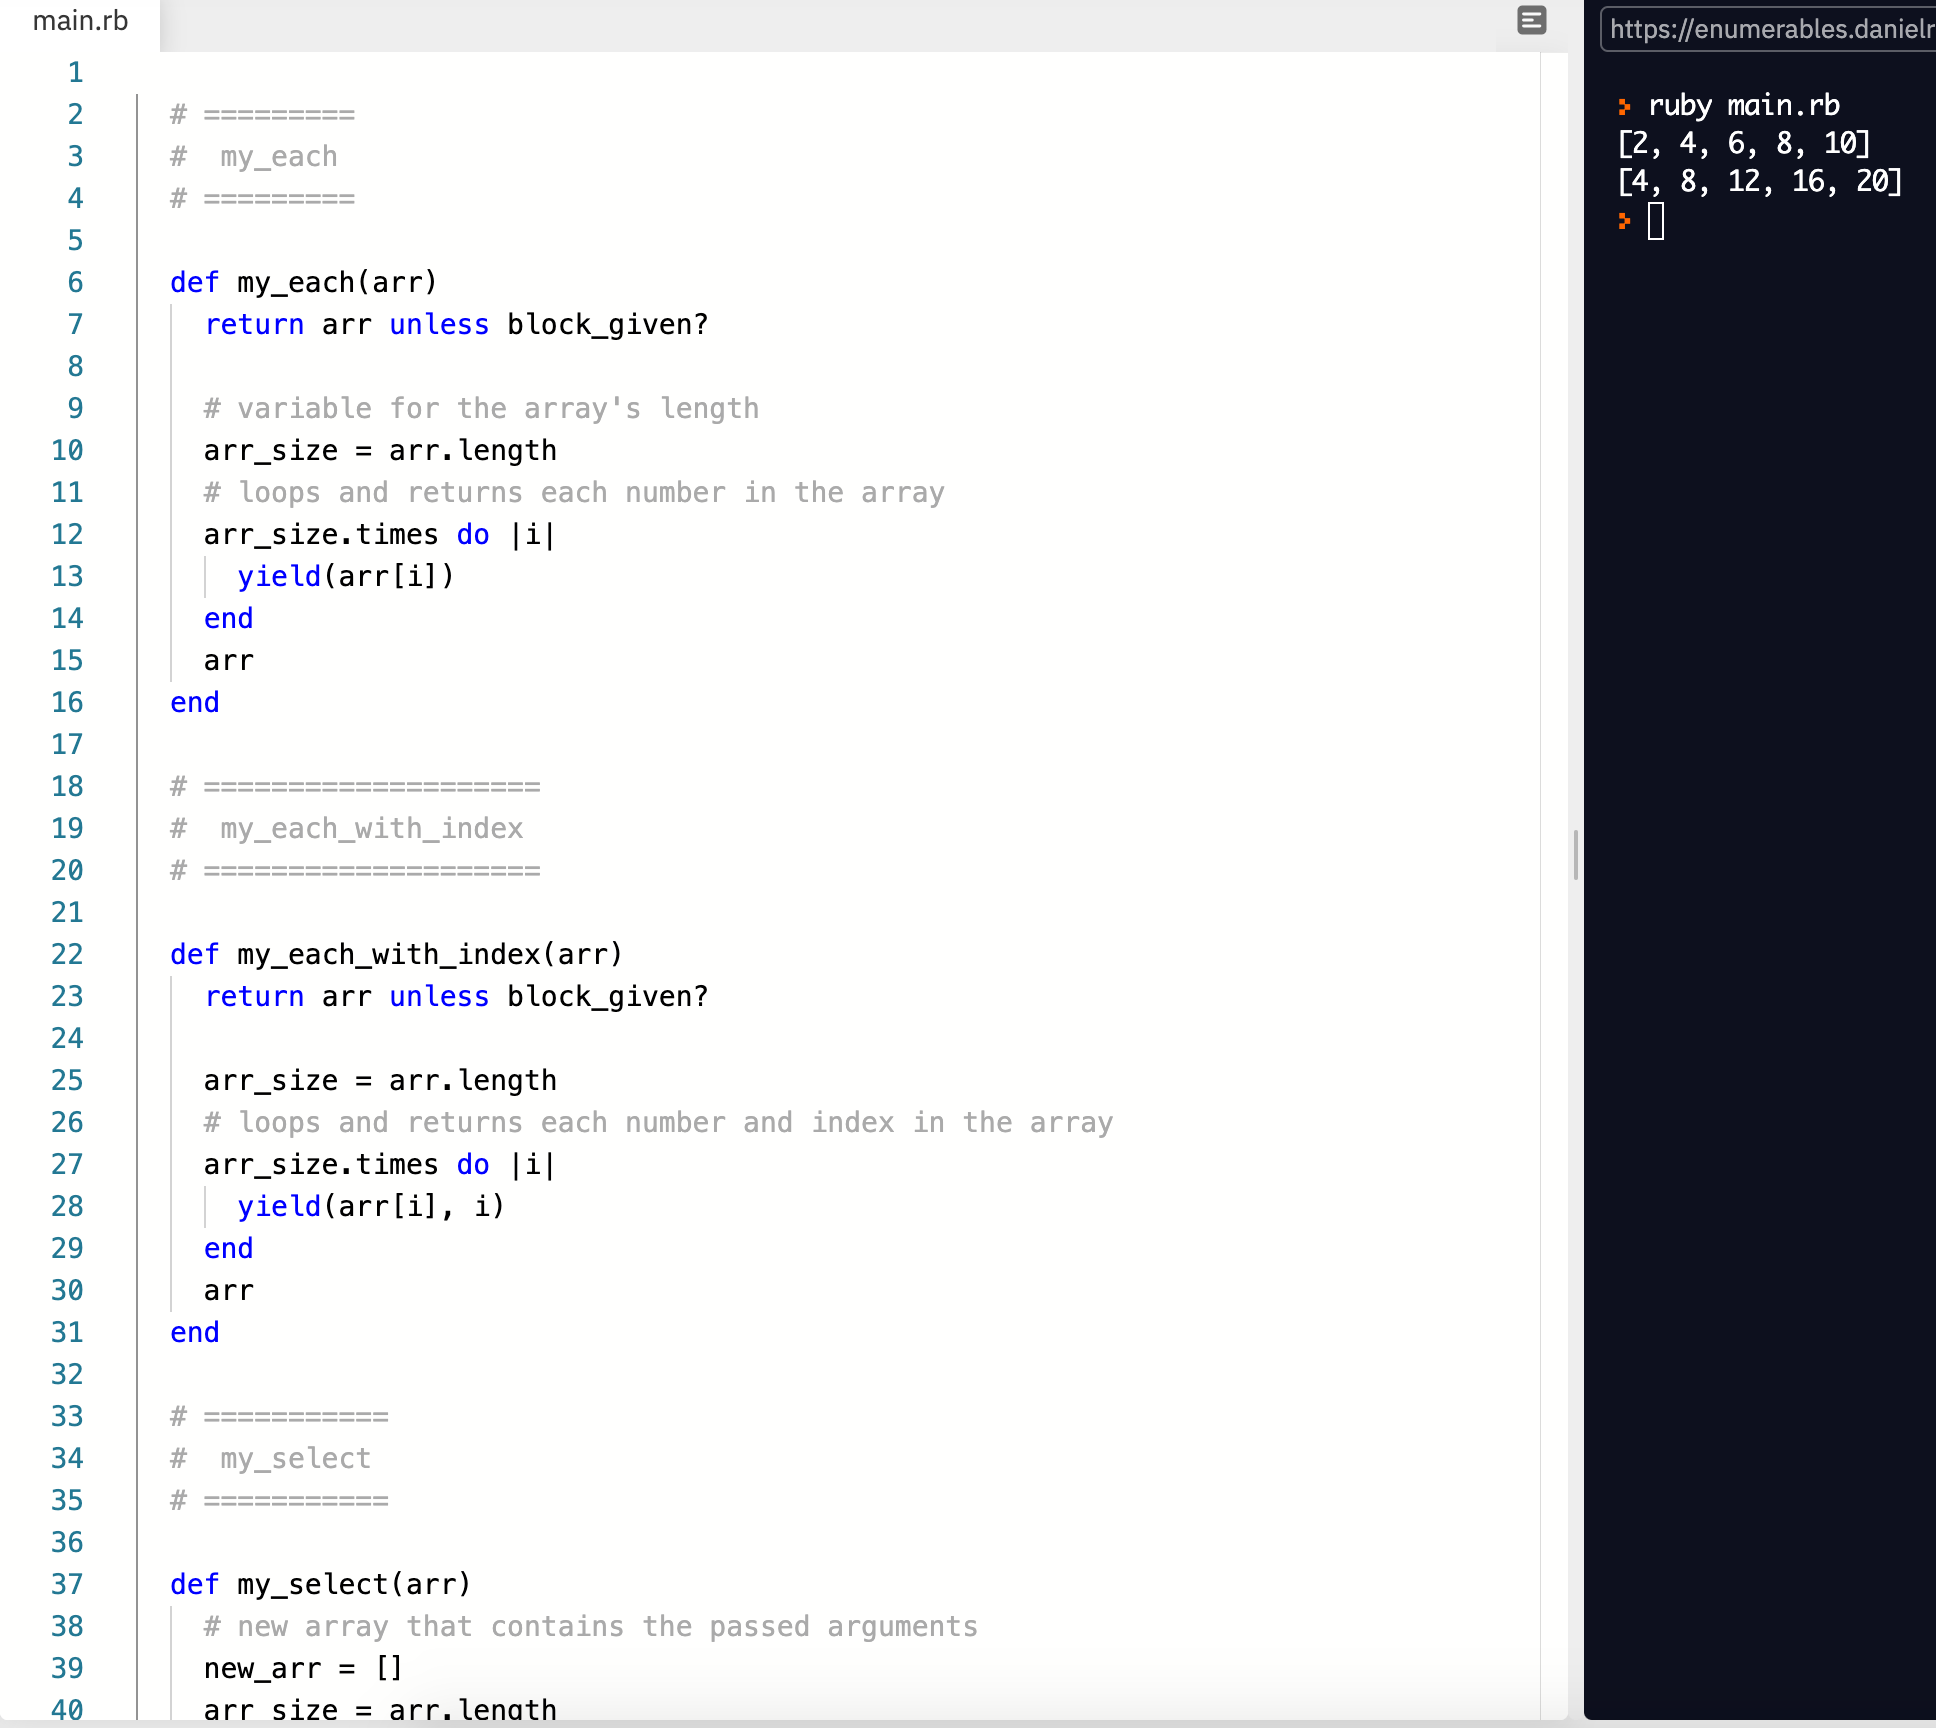 main.rb
1
2 # =========
3 #  my_each
4 # =========
5
6 def my_each(arr)
7   return arr unless block_given?
8
9   # variable for the array's length
10   arr_size = arr.length
11   # loops and returns each number in the array
12   arr_size.times do |i|
13     yield(arr[i])
14   end
15   arr
16 end
17
18 # ====================
19 #  my_each_with_index
20 # ====================
21
22 def my_each_with_index(arr)
23   return arr unless block_given?
24
25   arr_size = arr.length
26   # loops and returns each number and index in the array
27   arr_size.times do |i|
28     yield(arr[i], i)
29   end
30   arr
31 end
32
33 # ===========
34 #  my_select
35 # ===========
36
37 def my_select(arr)
38   # new array that contains the passed arguments
39   new_arr = []
40   arr_size = arr.length
https://enumerables.danielr
ruby main.rb
[2, 4, 6, 8, 10]
[4, 8, 12, 16, 20]